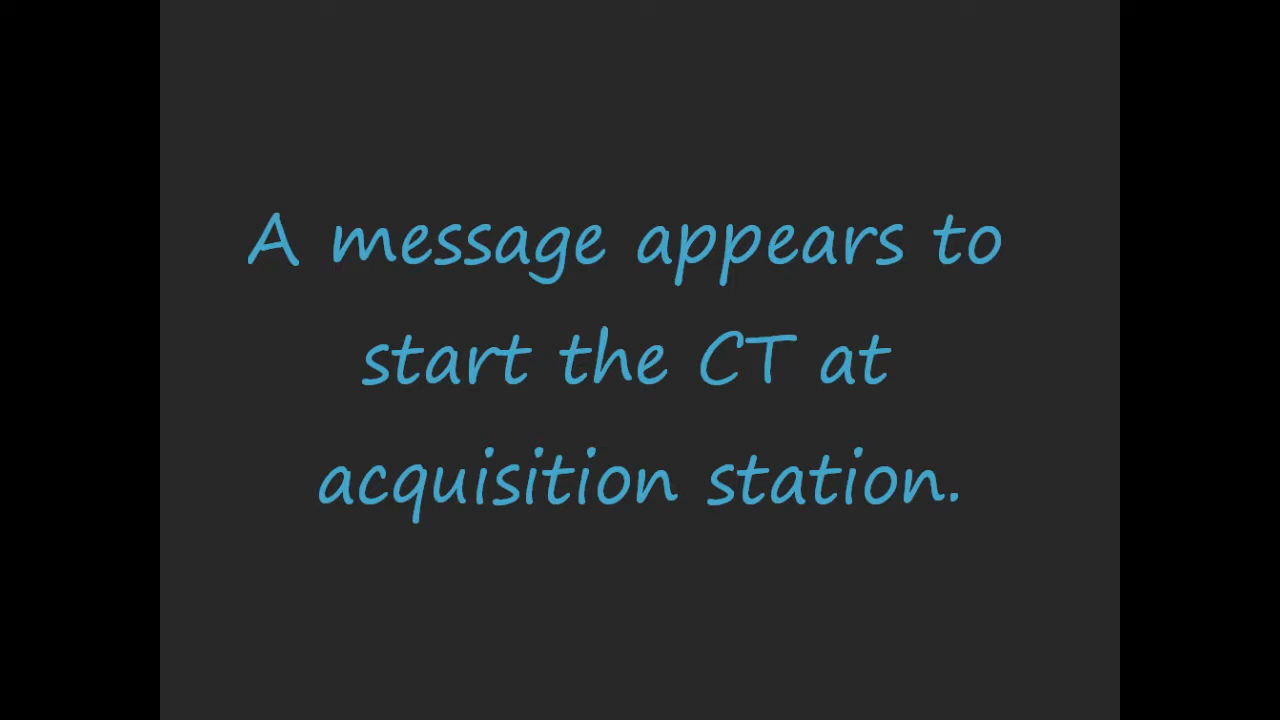 A message appears to
start the CT at
acquisition station.